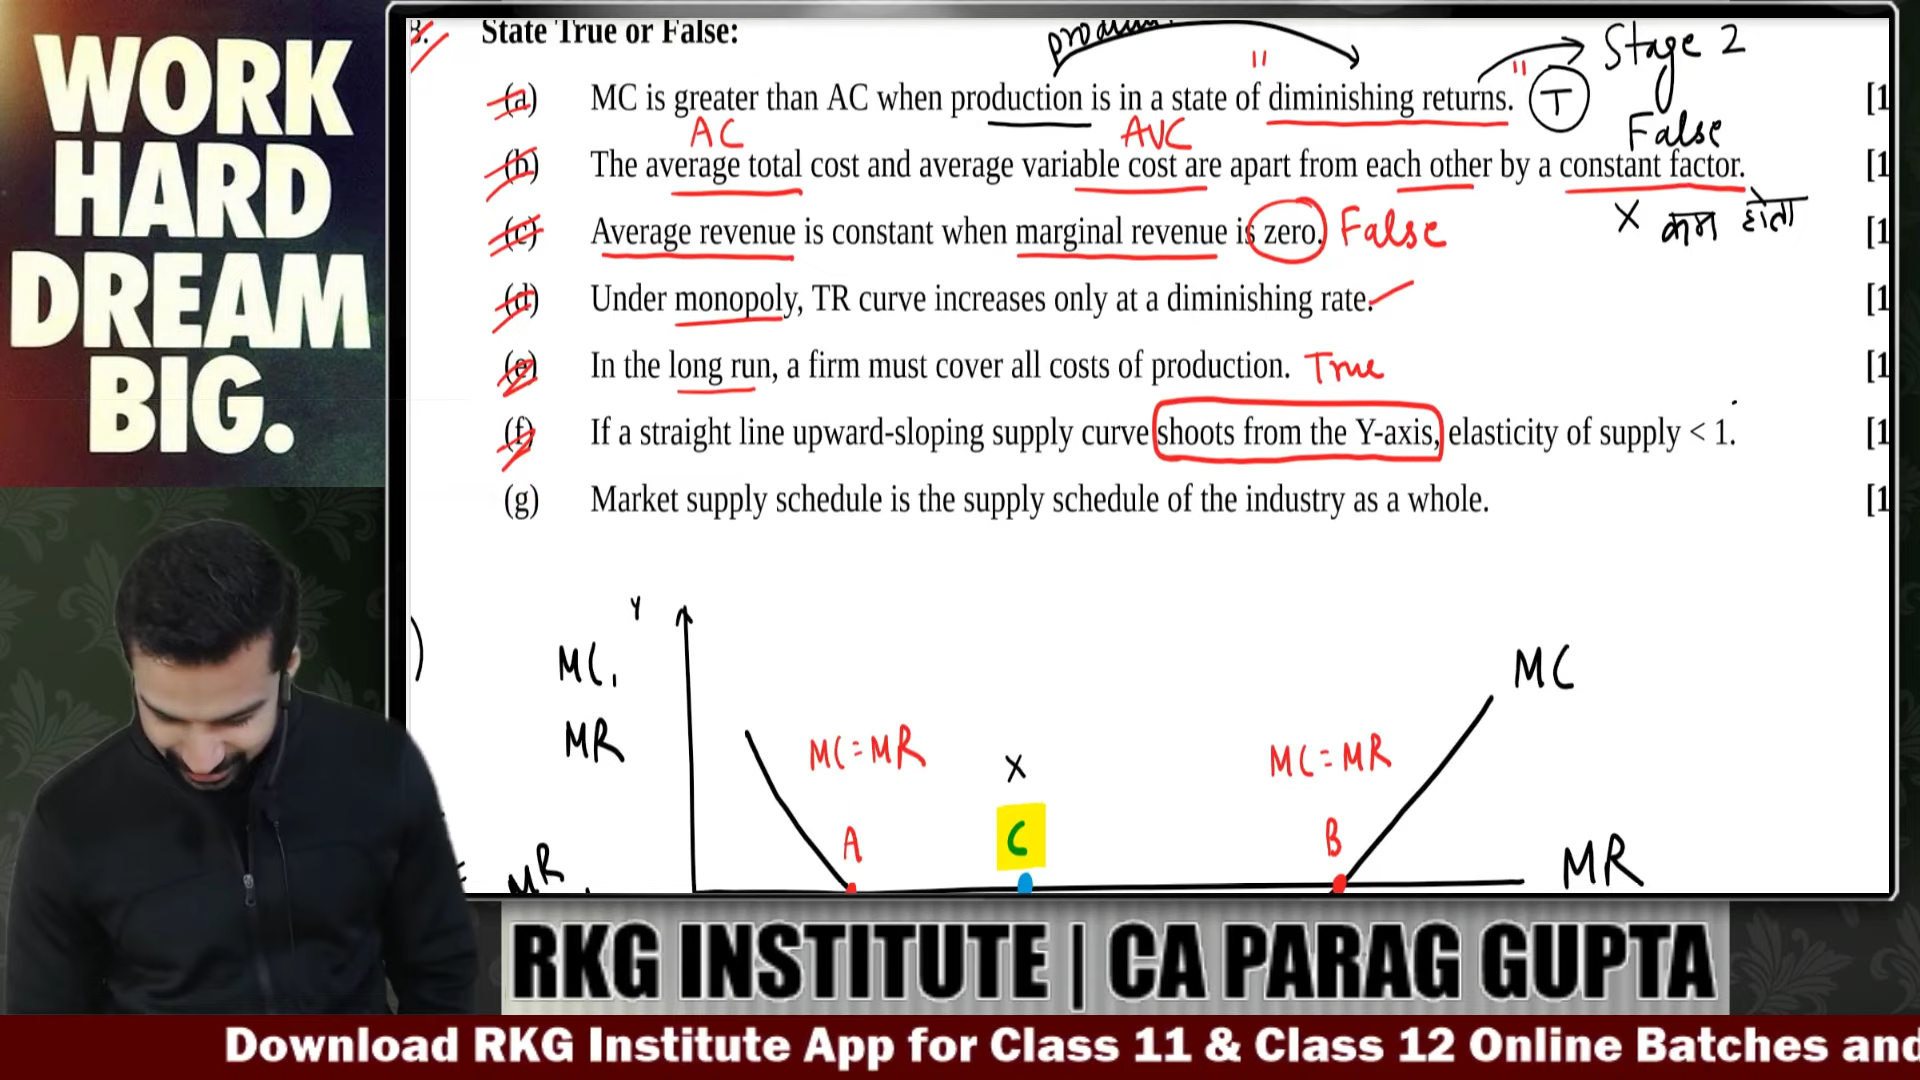 WORK
HARD
DREAM
BIG.
3. State True or False:
Stage 2
(a) MC is greater than AC when production is in a state of diminishing returns. T [1
AC AVC False
(b) The average total cost and average variable cost are apart from each other by a constant factor. [1
X कम होता
(c) Average revenue is constant when marginal revenue is zero. False [1
(d) Under monopoly, TR curve increases only at a diminishing rate. [1
(e) In the long run, a firm must cover all costs of production. True [1
(f) If a straight line upward-sloping supply curve shoots from the Y-axis, elasticity of supply < 1. [1
(g) Market supply schedule is the supply schedule of the industry as a whole. [1
Y
MC,
MR
MC
MC=MR
X
MC=MR
A
C
B
MR
MR
RKG INSTITUTE | CA PARAG GUPTA
Download RKG Institute App for Class 11 & Class 12 Online Batches and